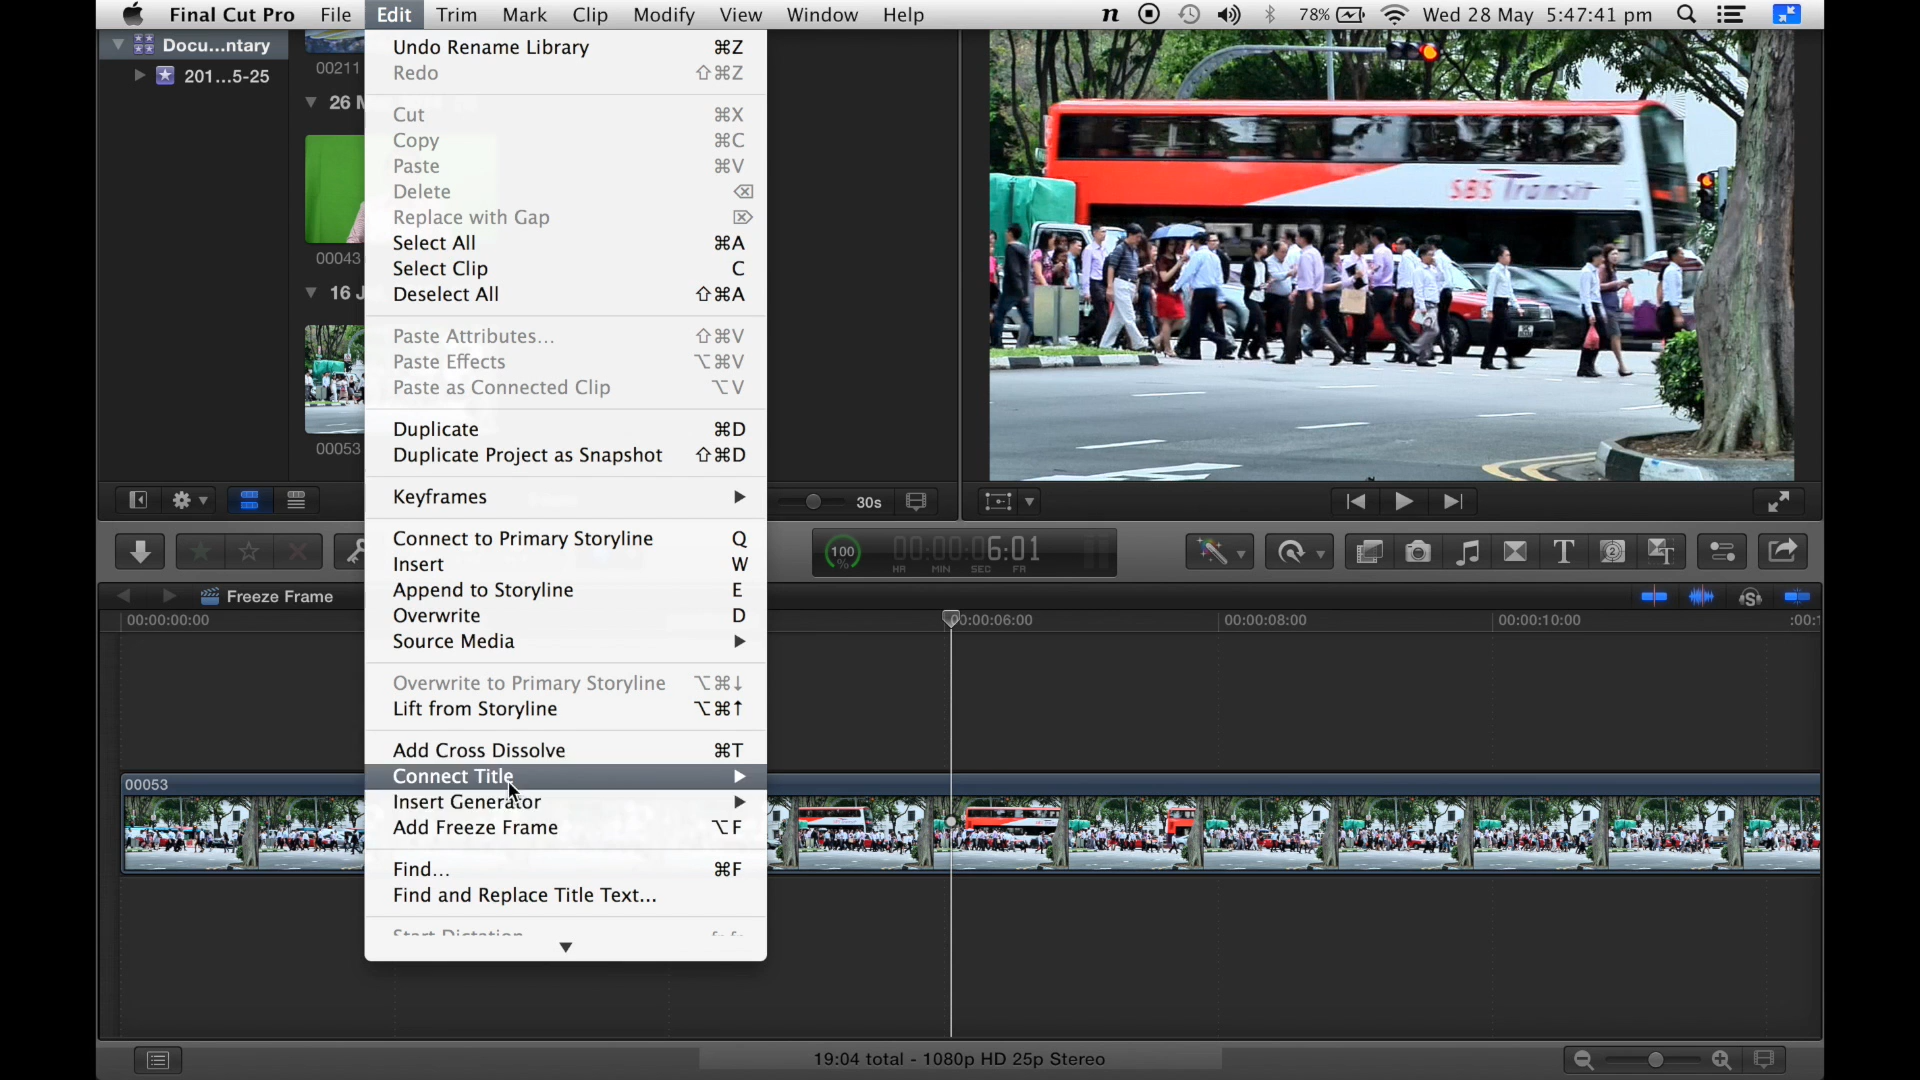 Final Cut Pro File Edit Trim Mark Clip Modify View Window Help
78% Wed 28 May 5:47:41 pm
Docu...ntary
201...5-25
00211
26 M
00043
16 J
00053
Undo Rename Library ⌘Z
Redo ⇧⌘Z
Cut ⌘X
Copy ⌘C
Paste ⌘V
Delete ⌫
Replace with Gap ⌦
Select All ⌘A
Select Clip C
Deselect All ⇧⌘A
Paste Attributes... ⇧⌘V
Paste Effects ⌥⌘V
Paste as Connected Clip ⌥V
Duplicate ⌘D
Duplicate Project as Snapshot ⇧⌘D
Keyframes
Connect to Primary Storyline Q
Insert W
Append to Storyline E
Overwrite D
Source Media
Overwrite to Primary Storyline ⌥⌘↓
Lift from Storyline ⌥⌘↑
Add Cross Dissolve ⌘T
Connect Title
Insert Generator
Add Freeze Frame ⌥F
Find... ⌘F
Find and Replace Title Text...
Start Dictation
SBS Transit
30s
100 %
00:00:06:01
HR MIN SEC FR
Freeze Frame
00:00:00:00
00:00:06:00
00:00:08:00
00:00:10:00
00053
19:04 total - 1080p HD 25p Stereo